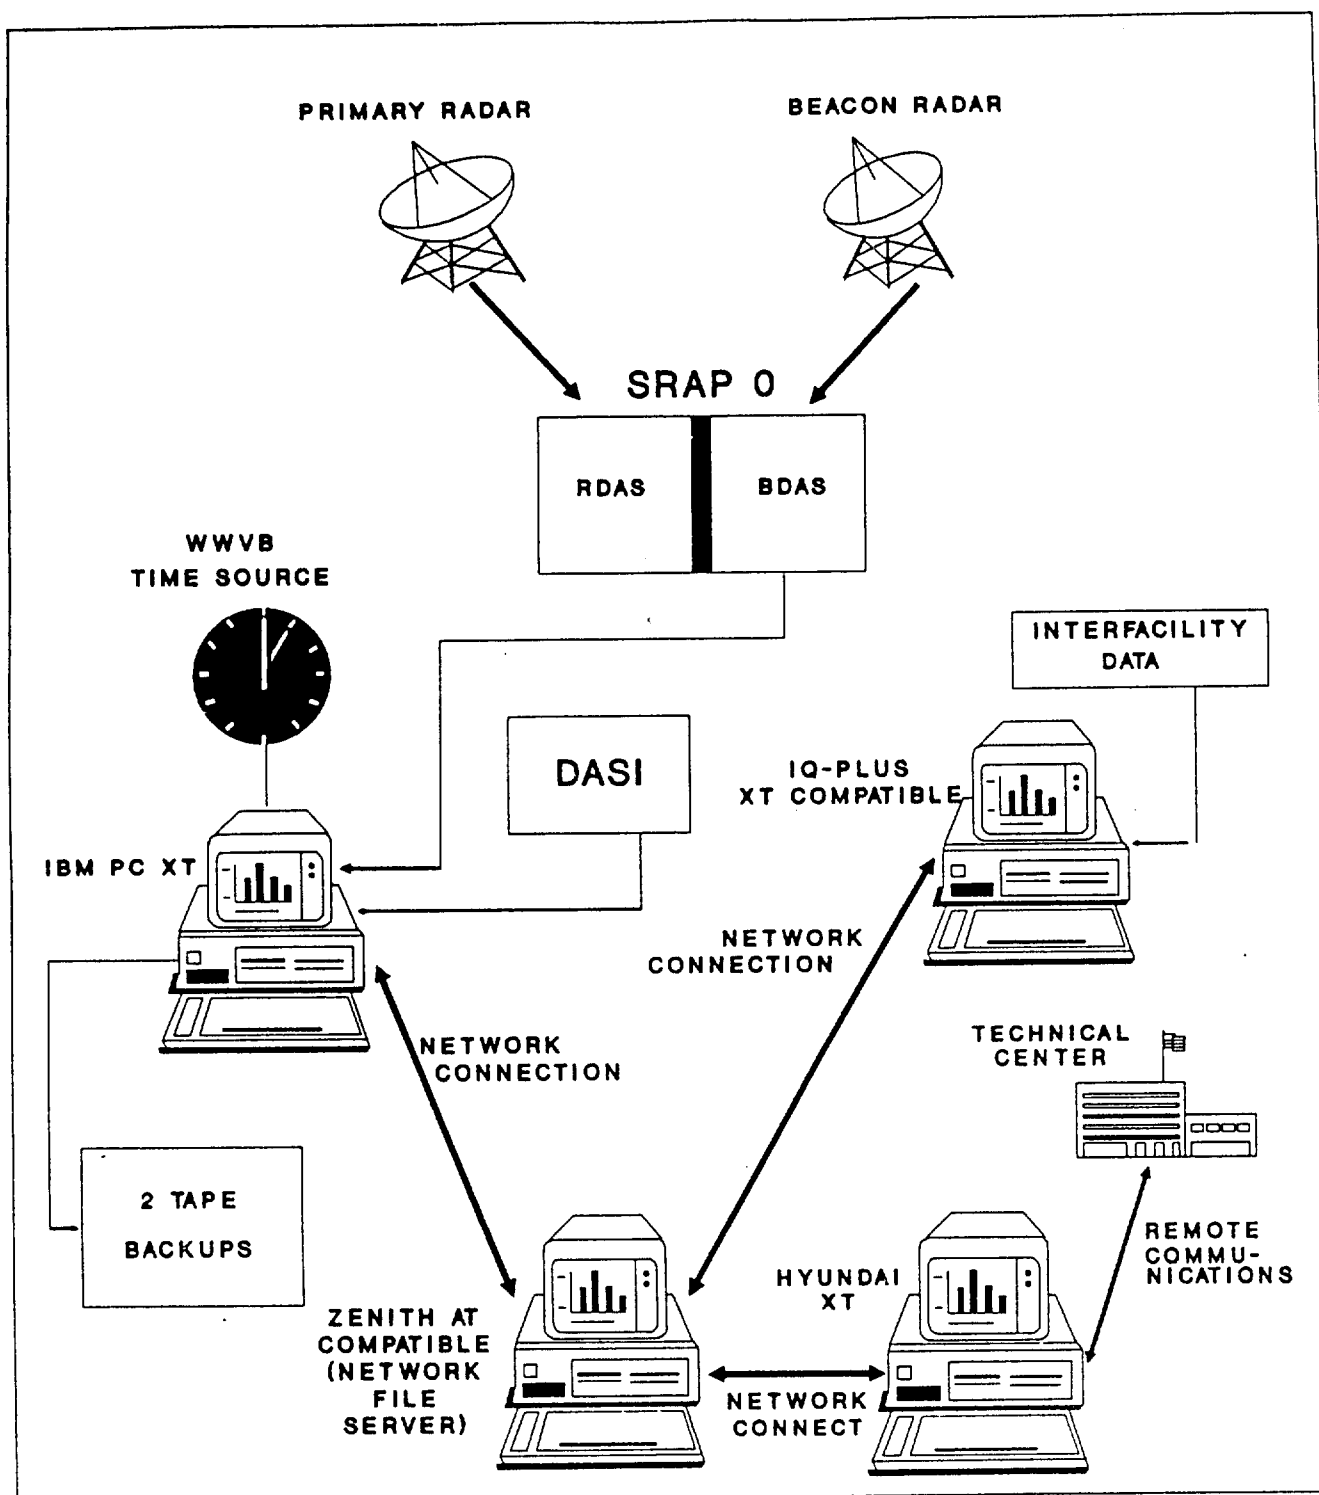 PRIMARY RADAR
BEACON RADAR
SRAP 0
RDAS
BDAS
WWVB
TIME SOURCE
INTERFACILITY
DATA
DASI
IQ-PLUS
XT COMPATIBLE
IBM PC XT
NETWORK
CONNECTION
NETWORK
CONNECTION
TECHNICAL
CENTER
2 TAPE
BACKUPS
REMOTE
COMMU-
NICATIONS
HYUNDAI
XT
ZENITH AT
COMPATIBLE
(NETWORK
FILE
SERVER)
NETWORK
CONNECT